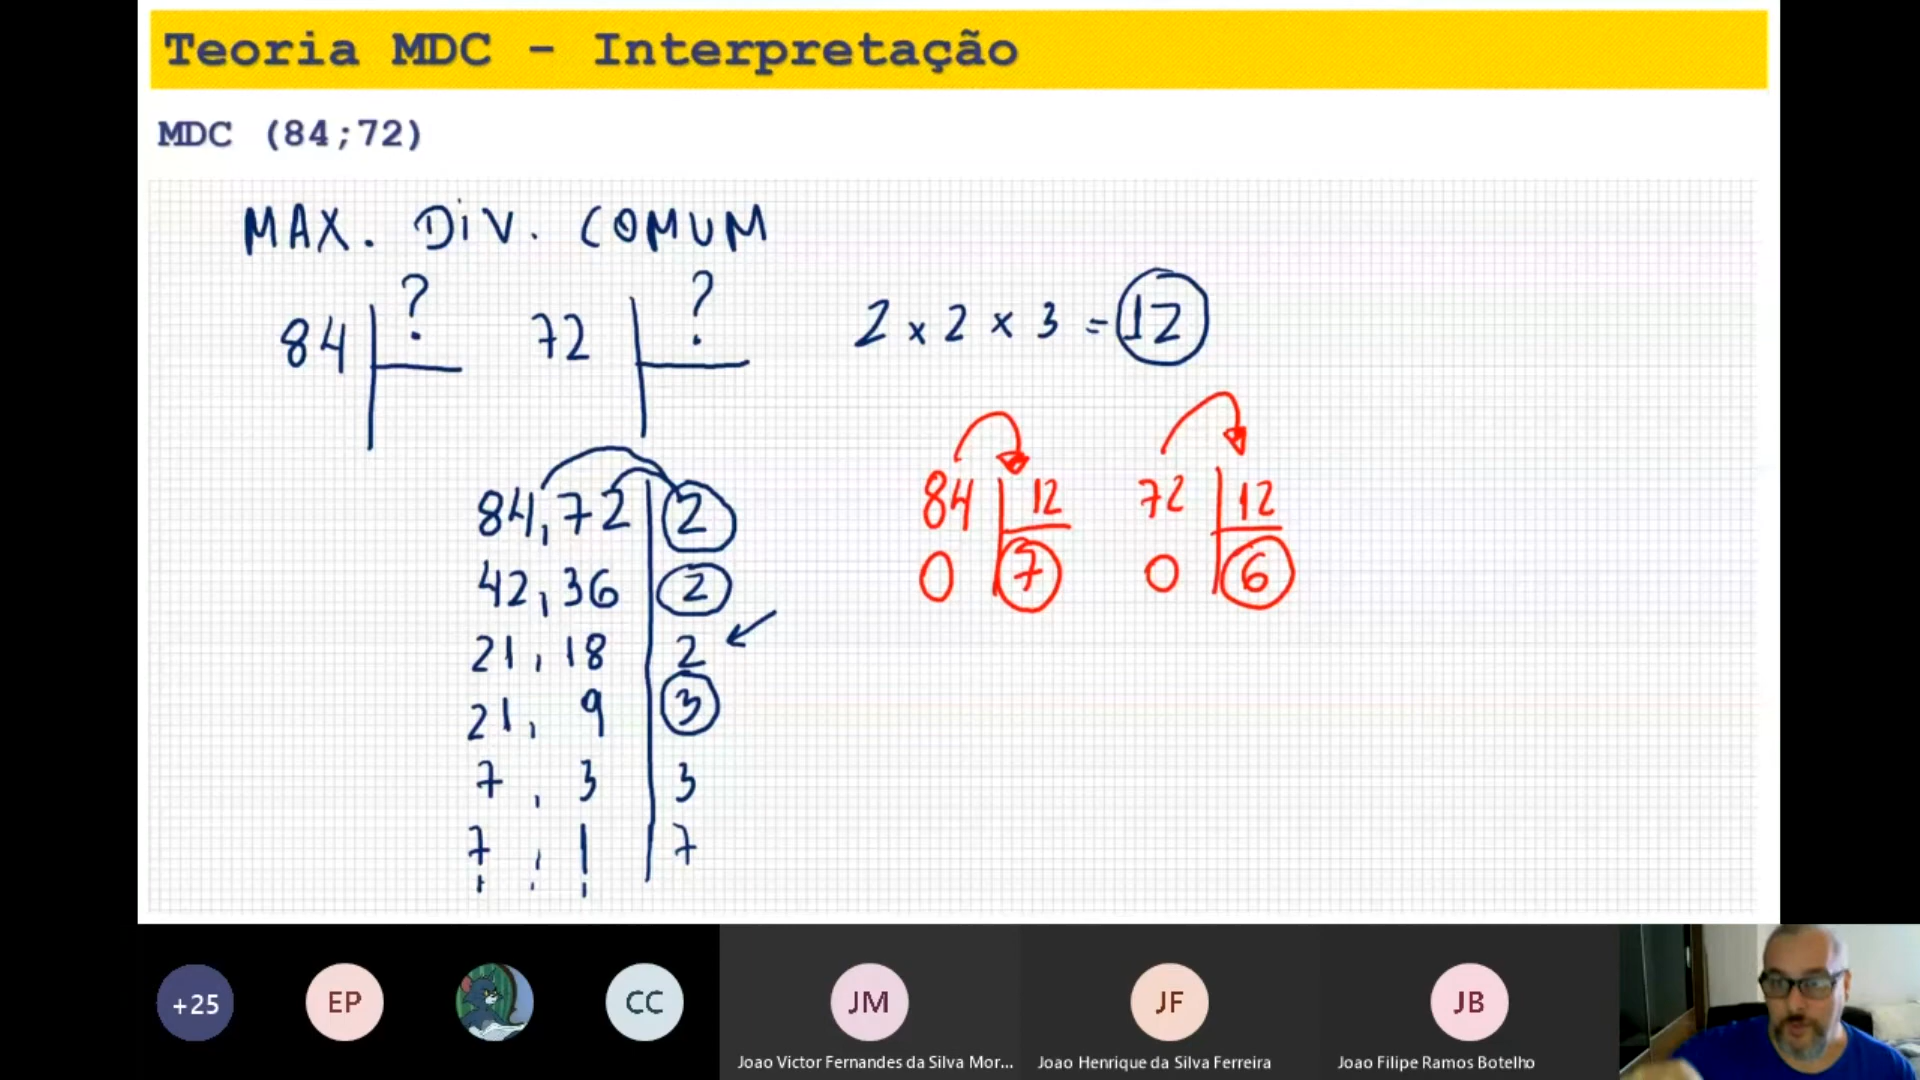 Teoria MDC - Interpretação
MDC (84;72)
MAX. DIV. COMUM
84 ? 72 ?
2 x 2 x 3 = 12
84, 72 2
42, 36 2
21, 18 2
21, 9 3
7, 3 3
7, 1 7
84 12 72 12
0 7 0 6
+25
EP
CC
JM
JF
JB
Joao Victor Fernandes da Silva Mor...
Joao Henrique da Silva Ferreira
Joao Filipe Ramos Botelho